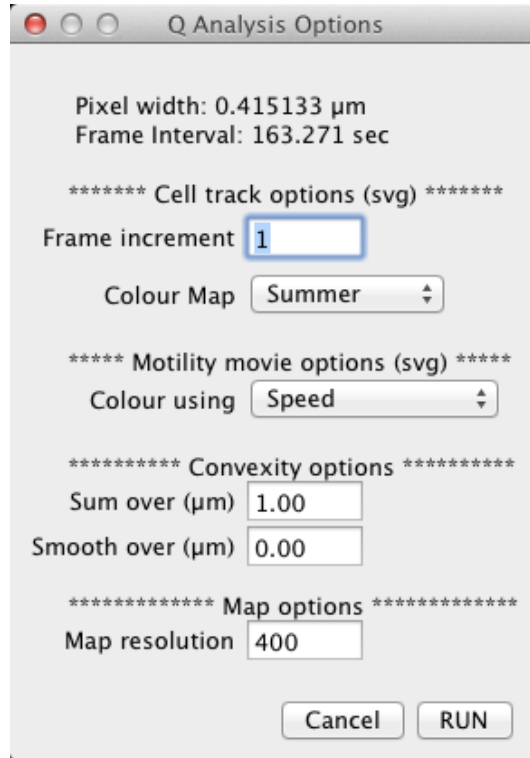 Q Analysis Options
Pixel width: 0.415133 µm
Frame Interval: 163.271 sec
******* Cell track options (svg) *******
Frame increment 1
Colour Map Summer
***** Motility movie options (svg) *****
Colour using Speed
********** Convexity options **********
Sum over (µm) 1.00
Smooth over (µm) 0.00
************* Map options *************
Map resolution 400
Cancel RUN